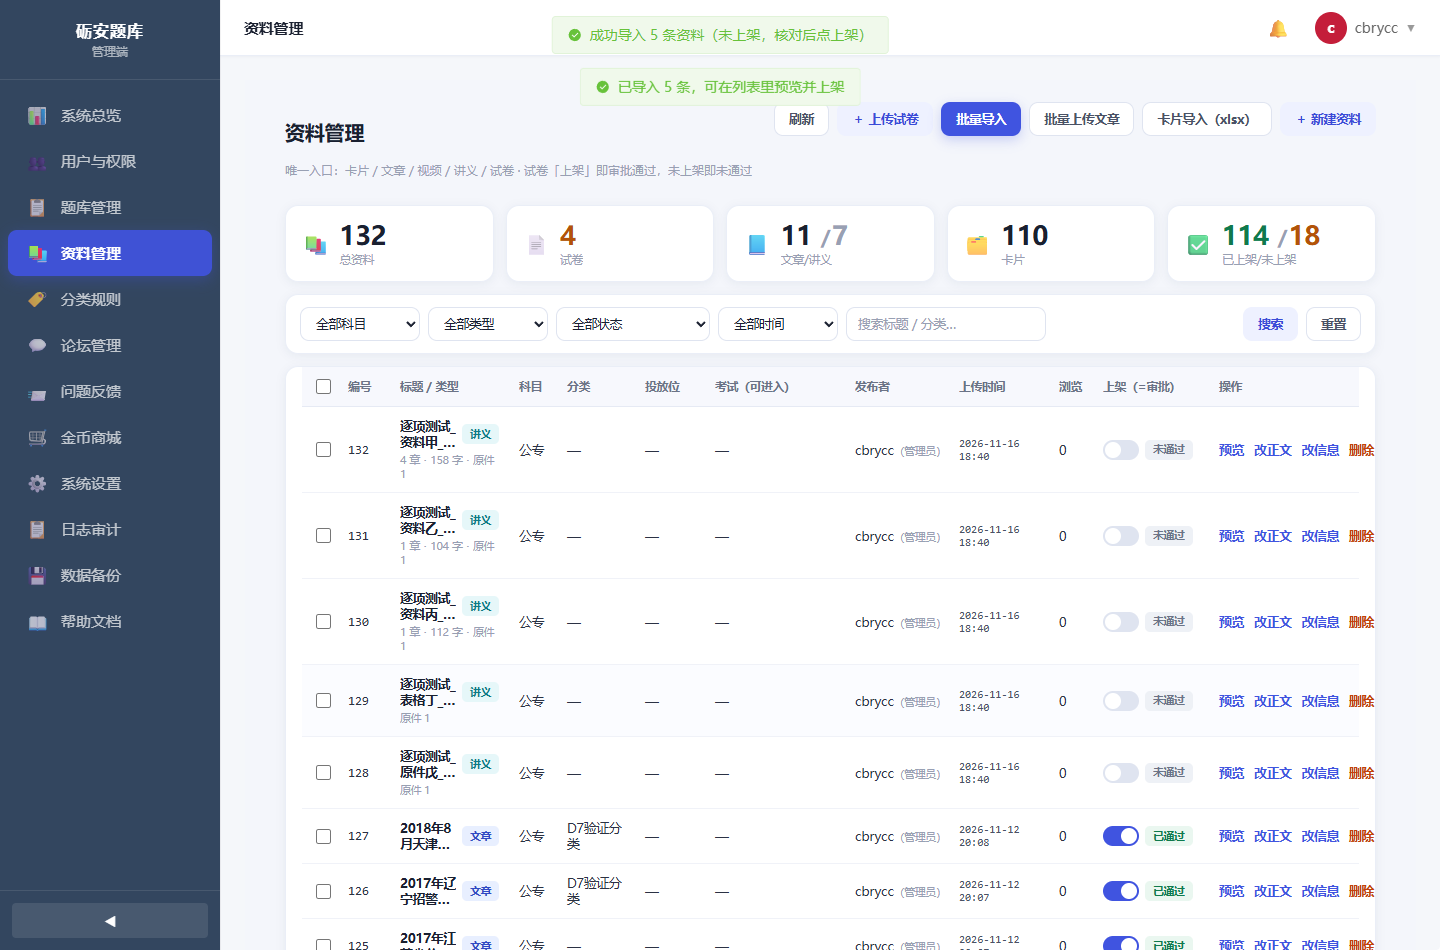 砺安题库
管理端
系统总览
用户与权限
题库管理
资料管理
分类规则
论坛管理
问题反馈
金币商城
系统设置
日志审计
数据备份
帮助文档
◀
资料管理
成功导入 5 条资料（未上架，核对后点上架）
已导入 5 条，可在列表里预览并上架
c cbrycc ▼
资料管理
刷新 + 上传试卷 批量导入 批量上传文章 卡片导入（xlsx） + 新建资料
唯一入口：卡片 / 文章 / 视频 / 讲义 / 试卷 · 试卷「上架」即审批通过，未上架即未通过
132
总资料
4
试卷
11 /7
文章/讲义
110
卡片
114 /18
已上架/未上架
全部科目 全部类型 全部状态 全部时间 搜索标题 / 分类... 搜索 重置
编号 标题 / 类型 科目 分类 投放位 考试（可进入） 发布者 上传时间 浏览 上架（=审批） 操作
132 逐项测试_资料甲_... 讲义 4 章 · 158 字 · 原件 1 公专 — — — cbrycc（管理员） 2026-11-16 18:40 0 未通过 预览 改正文 改信息 删除
131 逐项测试_资料乙_... 讲义 1 章 · 104 字 · 原件 1 公专 — — — cbrycc（管理员） 2026-11-16 18:40 0 未通过 预览 改正文 改信息 删除
130 逐项测试_资料丙_... 讲义 1 章 · 112 字 · 原件 1 公专 — — — cbrycc（管理员） 2026-11-16 18:40 0 未通过 预览 改正文 改信息 删除
129 逐项测试_表格丁_... 讲义 原件 1 公专 — — — cbrycc（管理员） 2026-11-16 18:40 0 未通过 预览 改正文 改信息 删除
128 逐项测试_原件戊_... 讲义 原件 1 公专 — — — cbrycc（管理员） 2026-11-16 18:40 0 未通过 预览 改正文 改信息 删除
127 2018年8月天津... 文章 公专 D7验证分类 — — cbrycc（管理员） 2026-11-12 20:08 0 已通过 预览 改正文 改信息 删除
126 2017年辽宁招警... 文章 公专 D7验证分类 — — cbrycc（管理员） 2026-11-12 20:07 0 已通过 预览 改正文 改信息 删除
125 2017年江 文章 公专 — — cbrycc（管理员） 2026-11-12 0 已通过 预览 改正文 改信息 删除